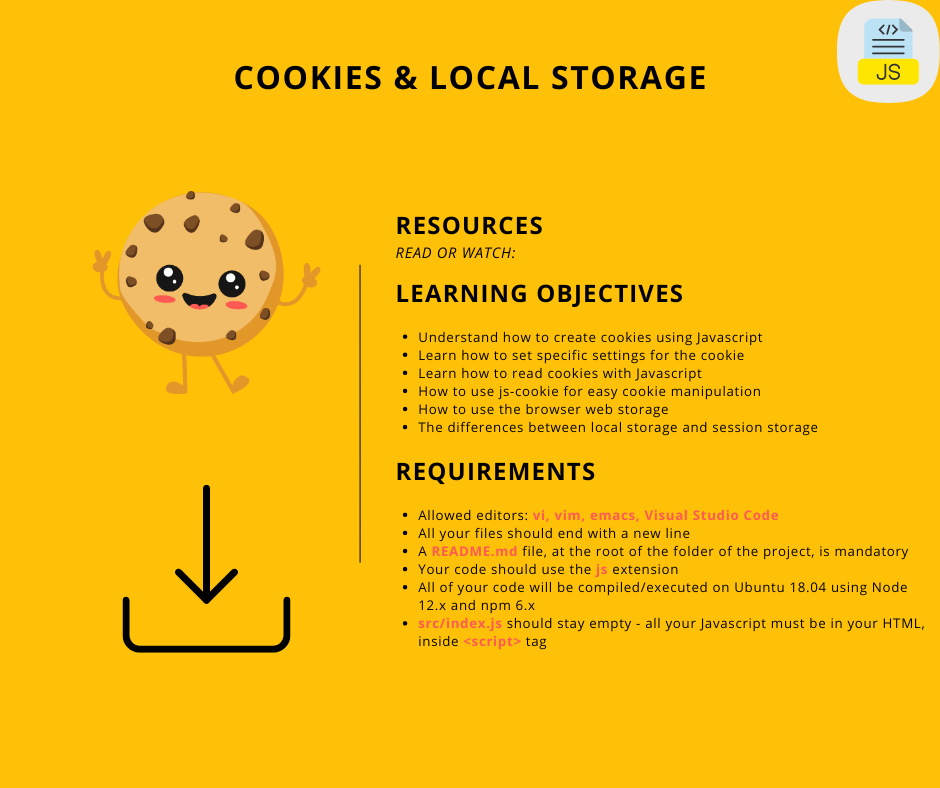 </>
JS
COOKIES & LOCAL STORAGE
RESOURCES
READ OR WATCH:
LEARNING OBJECTIVES
• Understand how to create cookies using Javascript
• Learn how to set specific settings for the cookie
• Learn how to read cookies with Javascript
• How to use js-cookie for easy cookie manipulation
• How to use the browser web storage
• The differences between local storage and session storage
REQUIREMENTS
• Allowed editors: vi, vim, emacs, Visual Studio Code
• All your files should end with a new line
• A README.md file, at the root of the folder of the project, is mandatory
• Your code should use the js extension
• All of your code will be compiled/executed on Ubuntu 18.04 using Node
12.x and npm 6.x
• src/index.js should stay empty - all your Javascript must be in your HTML,
inside <script> tag